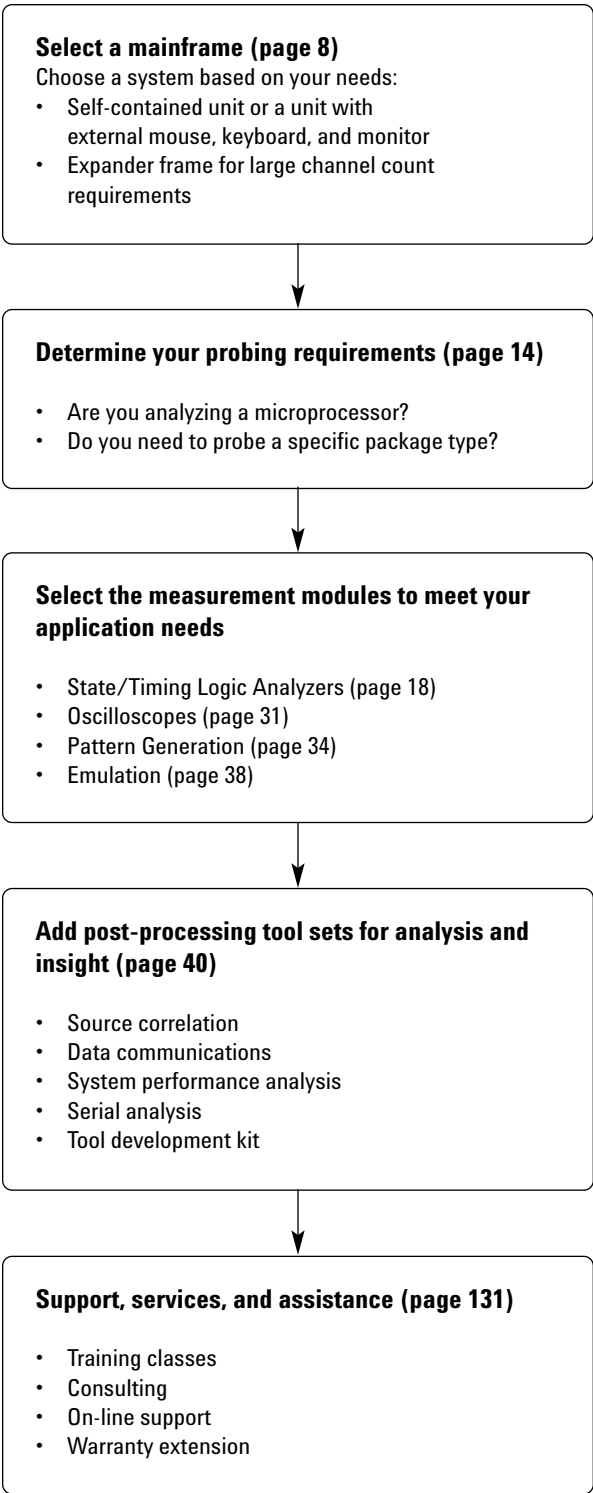 Select a mainframe (page 8)
Choose a system based on your needs:
• Self-contained unit or a unit with
external mouse, keyboard, and monitor
• Expander frame for large channel count
requirements
Determine your probing requirements (page 14)
• Are you analyzing a microprocessor?
• Do you need to probe a specific package type?
Select the measurement modules to meet your
application needs
• State/Timing Logic Analyzers (page 18)
• Oscilloscopes (page 31)
• Pattern Generation (page 34)
• Emulation (page 38)
Add post-processing tool sets for analysis and
insight (page 40)
• Source correlation
• Data communications
• System performance analysis
• Serial analysis
• Tool development kit
Support, services, and assistance (page 131)
• Training classes
• Consulting
• On-line support
• Warranty extension